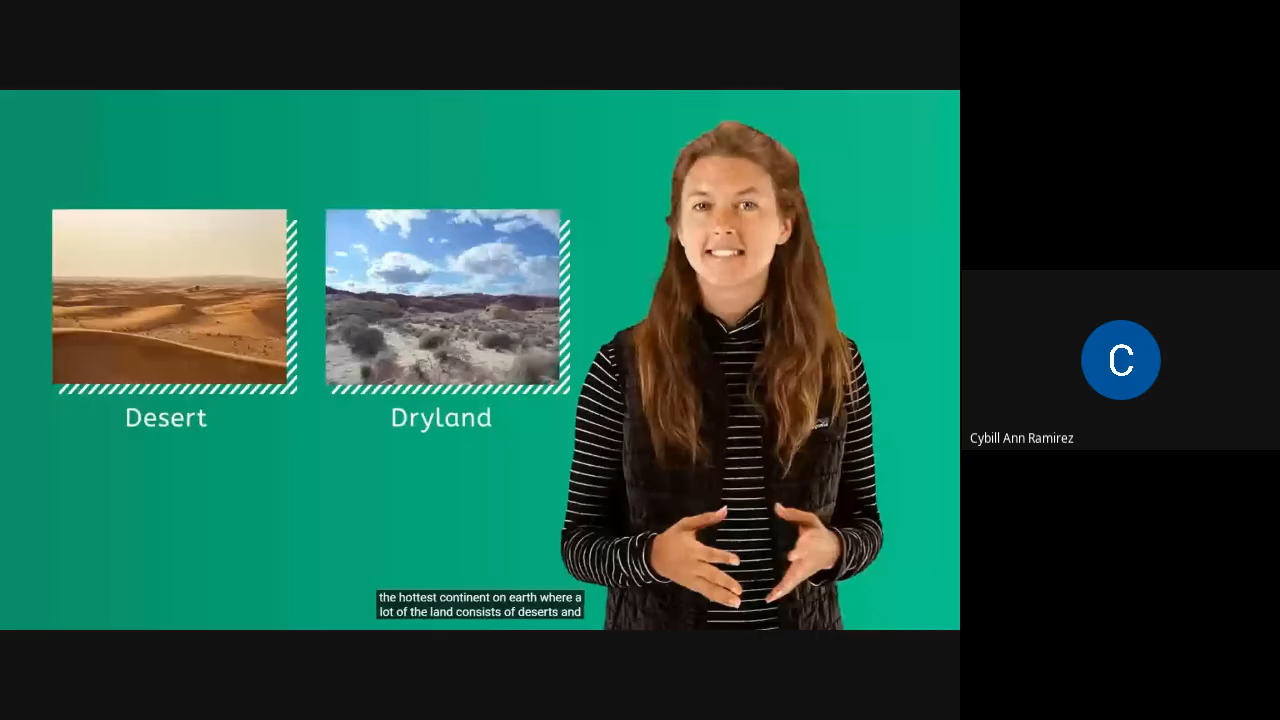 Desert
Dryland
the hottest continent on earth where a
lot of the land consists of deserts and
C
Cybill Ann Ramirez